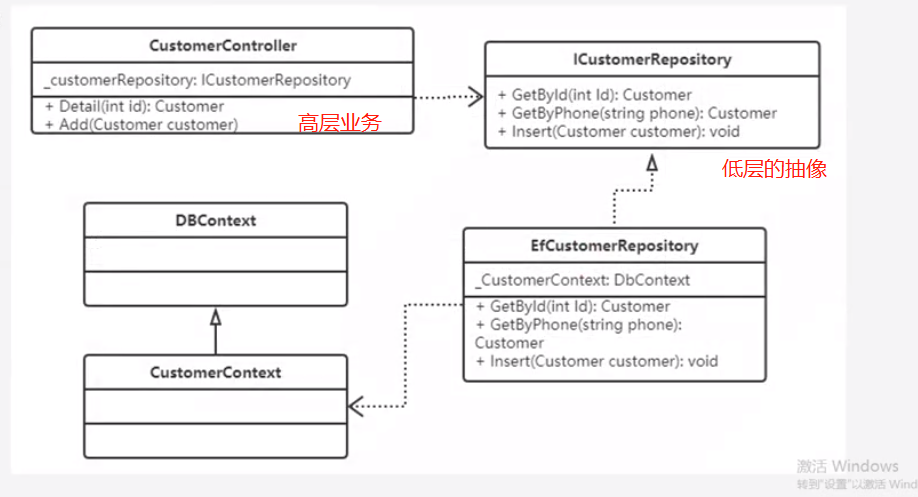 CustomerController
_customerRepository: ICustomerRepository
+ Detail(int id): Customer
+ Add(Customer customer)
高层业务
ICustomerRepository
+ GetById(int Id): Customer
+ GetByPhone(string phone): Customer
+ Insert(Customer customer): void
低层的抽像
DBContext
EfCustomerRepository
_CustomerContext: DbContext
+ GetById(int Id): Customer
+ GetByPhone(string phone):
Customer
+ Insert(Customer customer): void
CustomerContext
激活 Windows
转到"设置"以激活 Wind